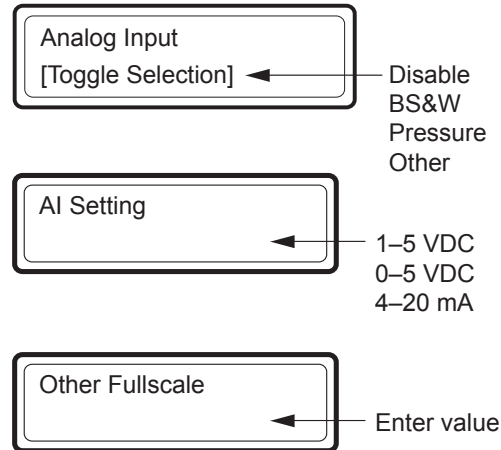 Analog Input
[Toggle Selection]
Disable
BS&W
Pressure
Other
AI Setting
1–5 VDC
0–5 VDC
4–20 mA
Other Fullscale
Enter value